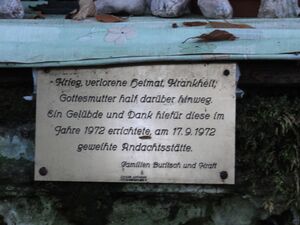 Krieg, verlorene Heimat, Krankheit,
Gottesmutter half darüber hinweg.
Ein Gelübde und Dank hiefür diese im
Jahre 1972 errichtete, am 17.9.1972
geweihte Andachtsstätte.
Familien Buritsch und Kraft